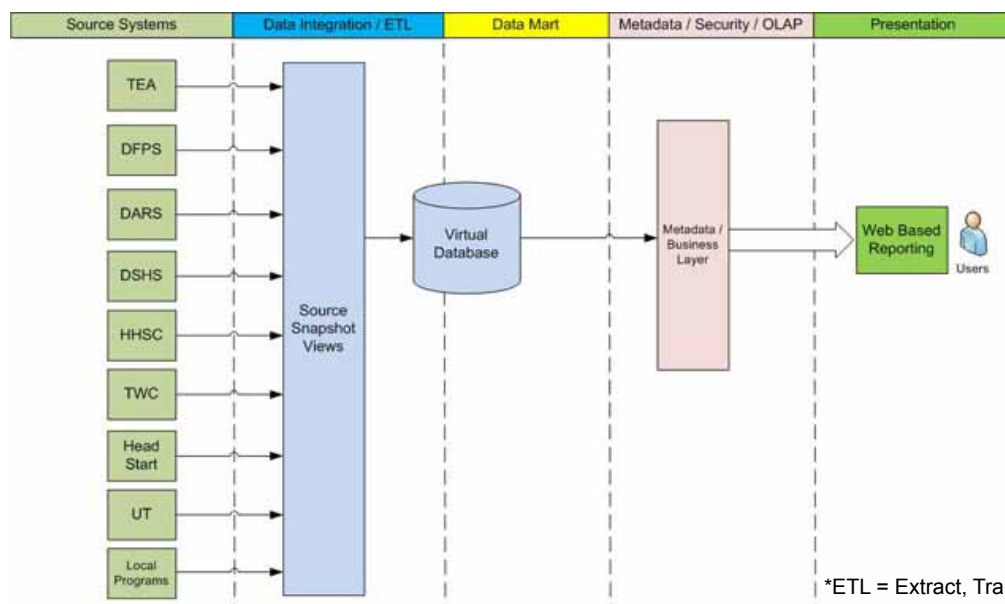 Source Systems
Data Integration / ETL
Data Mart
Metadata / Security / OLAP
Presentation
TEA
DFPS
DARS
DSHS
HHSC
TWC
Head
Start
UT
Local
Programs
Source
Snapshot
Views
Virtual
Database
Metadata /
Business
Layer
Web Based
Reporting
Users
*ETL = Extract, Tra